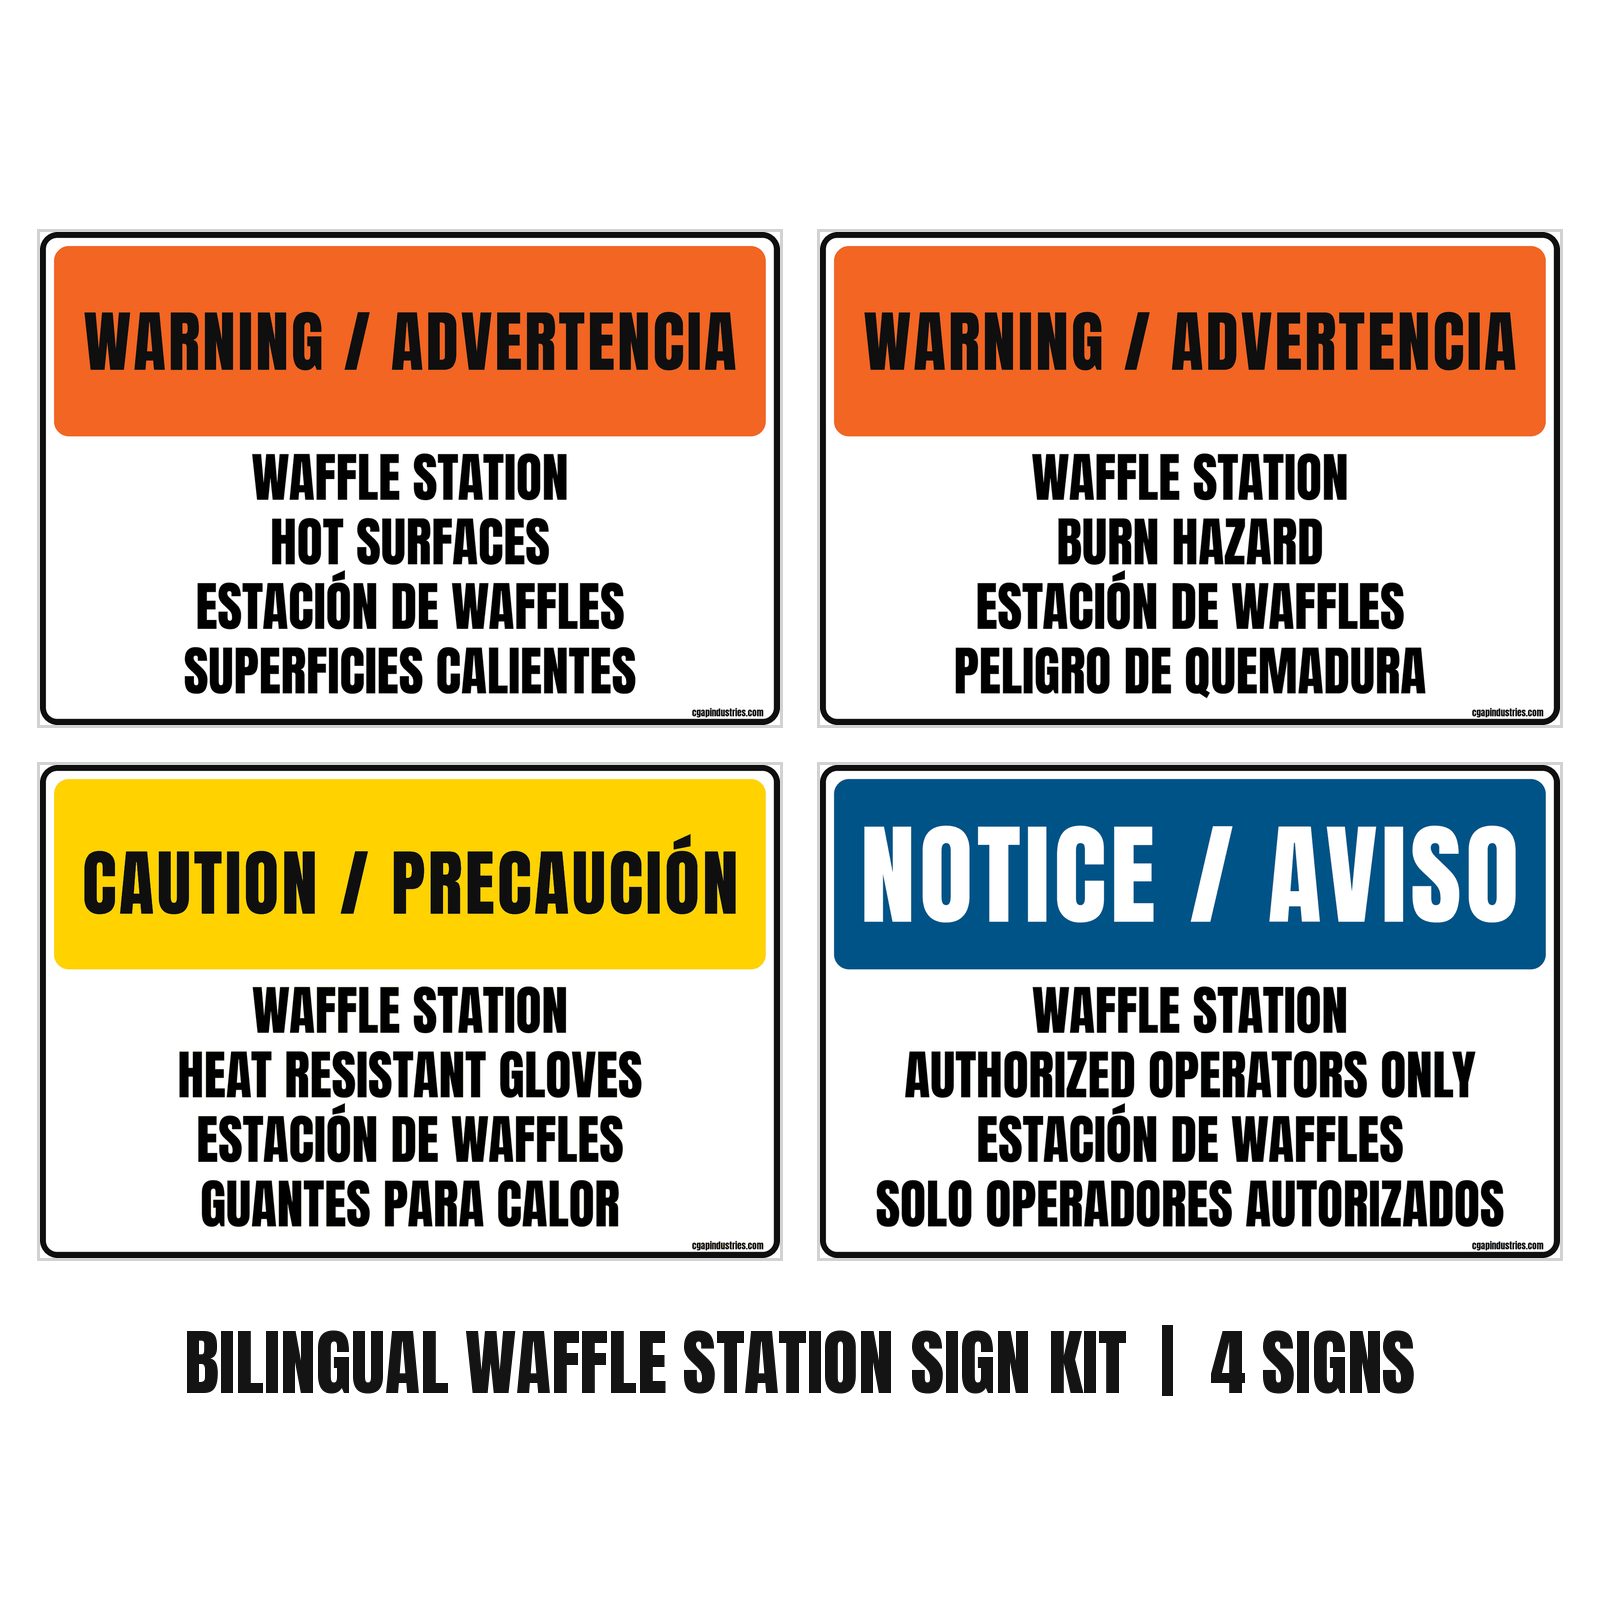 WARNING / ADVERTENCIA
WAFFLE STATION
HOT SURFACES
ESTACIÓN DE WAFFLES
SUPERFICIES CALIENTES
cgapindustries.com
WARNING / ADVERTENCIA
WAFFLE STATION
BURN HAZARD
ESTACIÓN DE WAFFLES
PELIGRO DE QUEMADURA
cgapindustries.com
CAUTION / PRECAUCIÓN
WAFFLE STATION
HEAT RESISTANT GLOVES
ESTACIÓN DE WAFFLES
GUANTES PARA CALOR
cgapindustries.com
NOTICE / AVISO
WAFFLE STATION
AUTHORIZED OPERATORS ONLY
ESTACIÓN DE WAFFLES
SOLO OPERADORES AUTORIZADOS
cgapindustries.com
BILINGUAL WAFFLE STATION SIGN KIT | 4 SIGNS